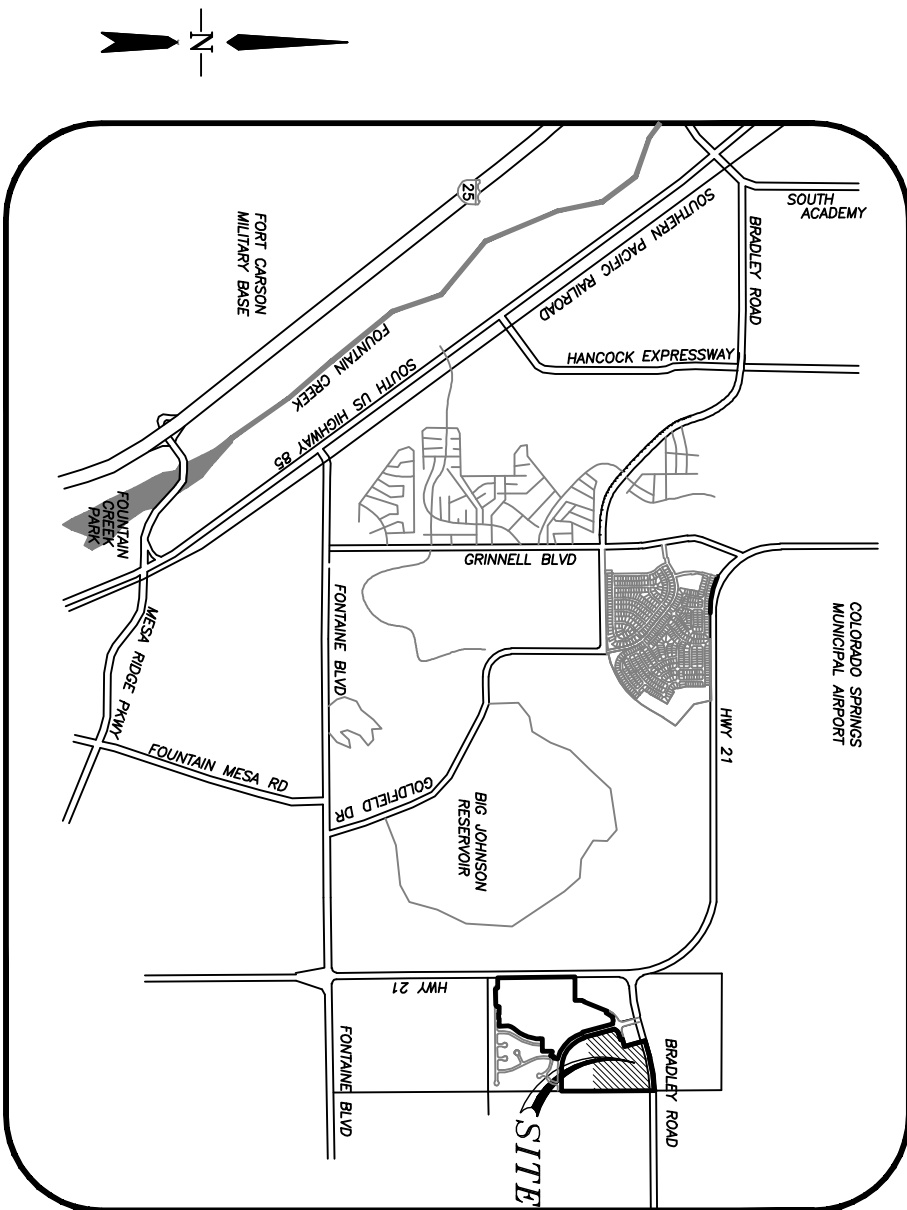 N
SOUTH
ACADEMY
BRADLEY ROAD
SOUTHERN PACIFIC RAILROAD
HANCOCK EXPRESSWAY
25
FORT CARSON
MILITARY BASE
FOUNTAIN CREEK
SOUTH US HIGHWAY 85
FOUNTAIN
CREEK
PARK
GRINNELL BLVD
COLORADO SPRINGS
MUNICIPAL AIRPORT
HWY 21
FONTAINE BLVD
MESA RIDGE PKWY
FOUNTAIN MESA RD
GOLDFIELD DR
BIG JOHNSON
RESERVOIR
HWY 21
BRADLEY ROAD
FONTAINE BLVD
SITE